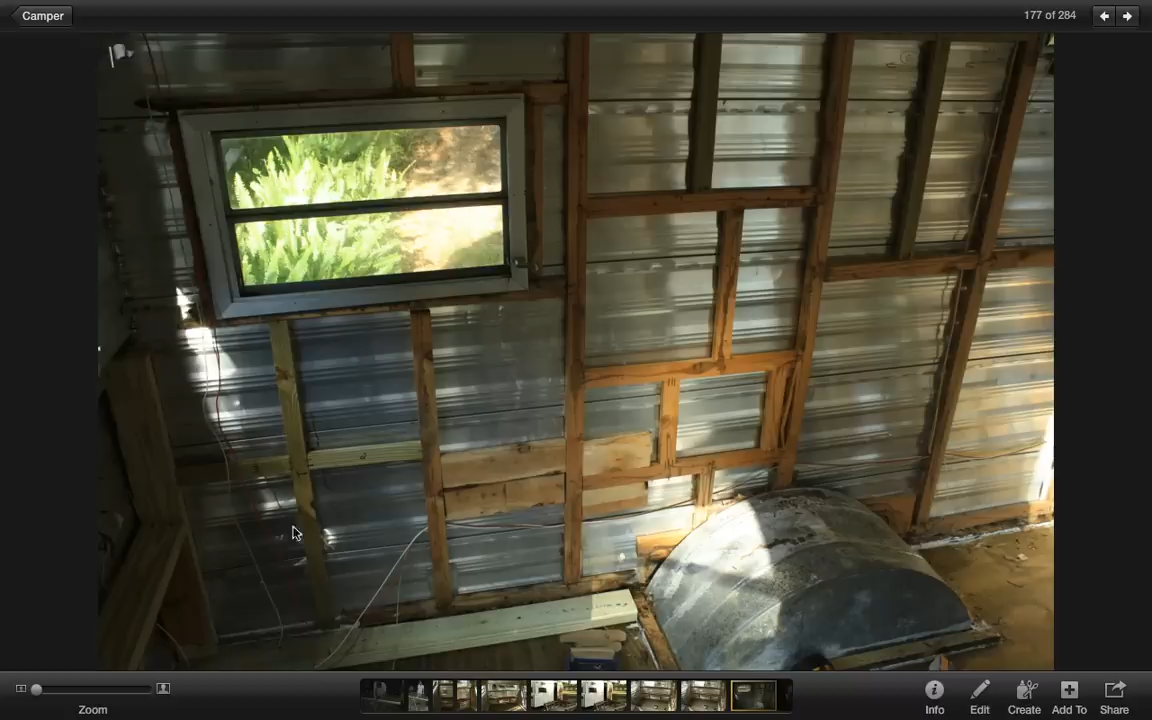 Camper
177 of 284
Zoom
Info
Edit
Create
Add To
Share